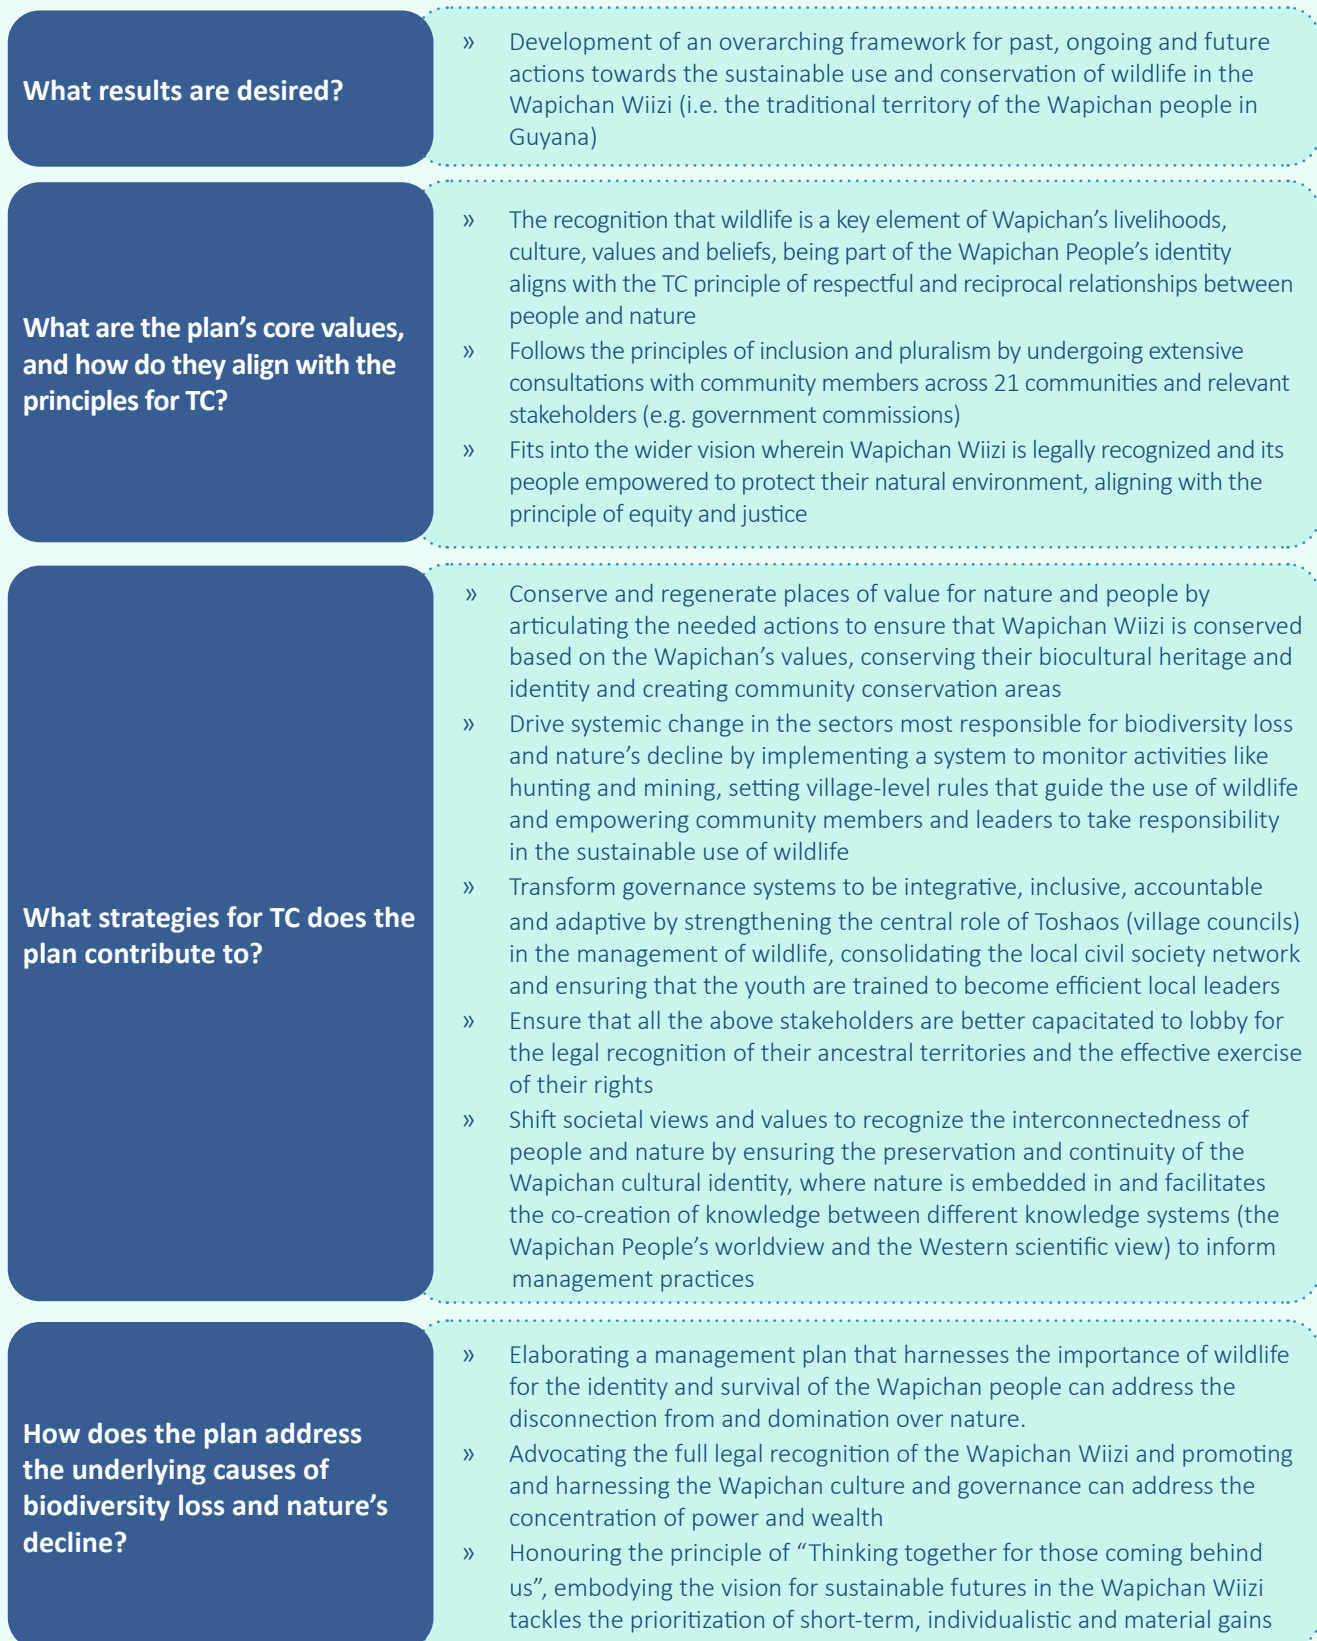 What results are desired?
» Development of an overarching framework for past, ongoing and future
actions towards the sustainable use and conservation of wildlife in the
Wapichan Wiizi (i.e. the traditional territory of the Wapichan people in
Guyana)
What are the plan’s core values,
and how do they align with the
principles for TC?
» The recognition that wildlife is a key element of Wapichan’s livelihoods,
culture, values and beliefs, being part of the Wapichan People’s identity
aligns with the TC principle of respectful and reciprocal relationships between
people and nature
» Follows the principles of inclusion and pluralism by undergoing extensive
consultations with community members across 21 communities and relevant
stakeholders (e.g. government commissions)
» Fits into the wider vision wherein Wapichan Wiizi is legally recognized and its
people empowered to protect their natural environment, aligning with the
principle of equity and justice
What strategies for TC does the
plan contribute to?
» Conserve and regenerate places of value for nature and people by
articulating the needed actions to ensure that Wapichan Wiizi is conserved
based on the Wapichan’s values, conserving their biocultural heritage and
identity and creating community conservation areas
» Drive systemic change in the sectors most responsible for biodiversity loss
and nature’s decline by implementing a system to monitor activities like
hunting and mining, setting village-level rules that guide the use of wildlife
and empowering community members and leaders to take responsibility
in the sustainable use of wildlife
» Transform governance systems to be integrative, inclusive, accountable
and adaptive by strengthening the central role of Toshaos (village councils)
in the management of wildlife, consolidating the local civil society network
and ensuring that the youth are trained to become efficient local leaders
» Ensure that all the above stakeholders are better capacitated to lobby for
the legal recognition of their ancestral territories and the effective exercise
of their rights
» Shift societal views and values to recognize the interconnectedness of
people and nature by ensuring the preservation and continuity of the
Wapichan cultural identity, where nature is embedded in and facilitates
the co-creation of knowledge between different knowledge systems (the
Wapichan People’s worldview and the Western scientific view) to inform
management practices
How does the plan address
the underlying causes of
biodiversity loss and nature’s
decline?
» Elaborating a management plan that harnesses the importance of wildlife
for the identity and survival of the Wapichan people can address the
disconnection from and domination over nature.
» Advocating the full legal recognition of the Wapichan Wiizi and promoting
and harnessing the Wapichan culture and governance can address the
concentration of power and wealth
» Honouring the principle of “Thinking together for those coming behind
us”, embodying the vision for sustainable futures in the Wapichan Wiizi
tackles the prioritization of short-term, individualistic and material gains